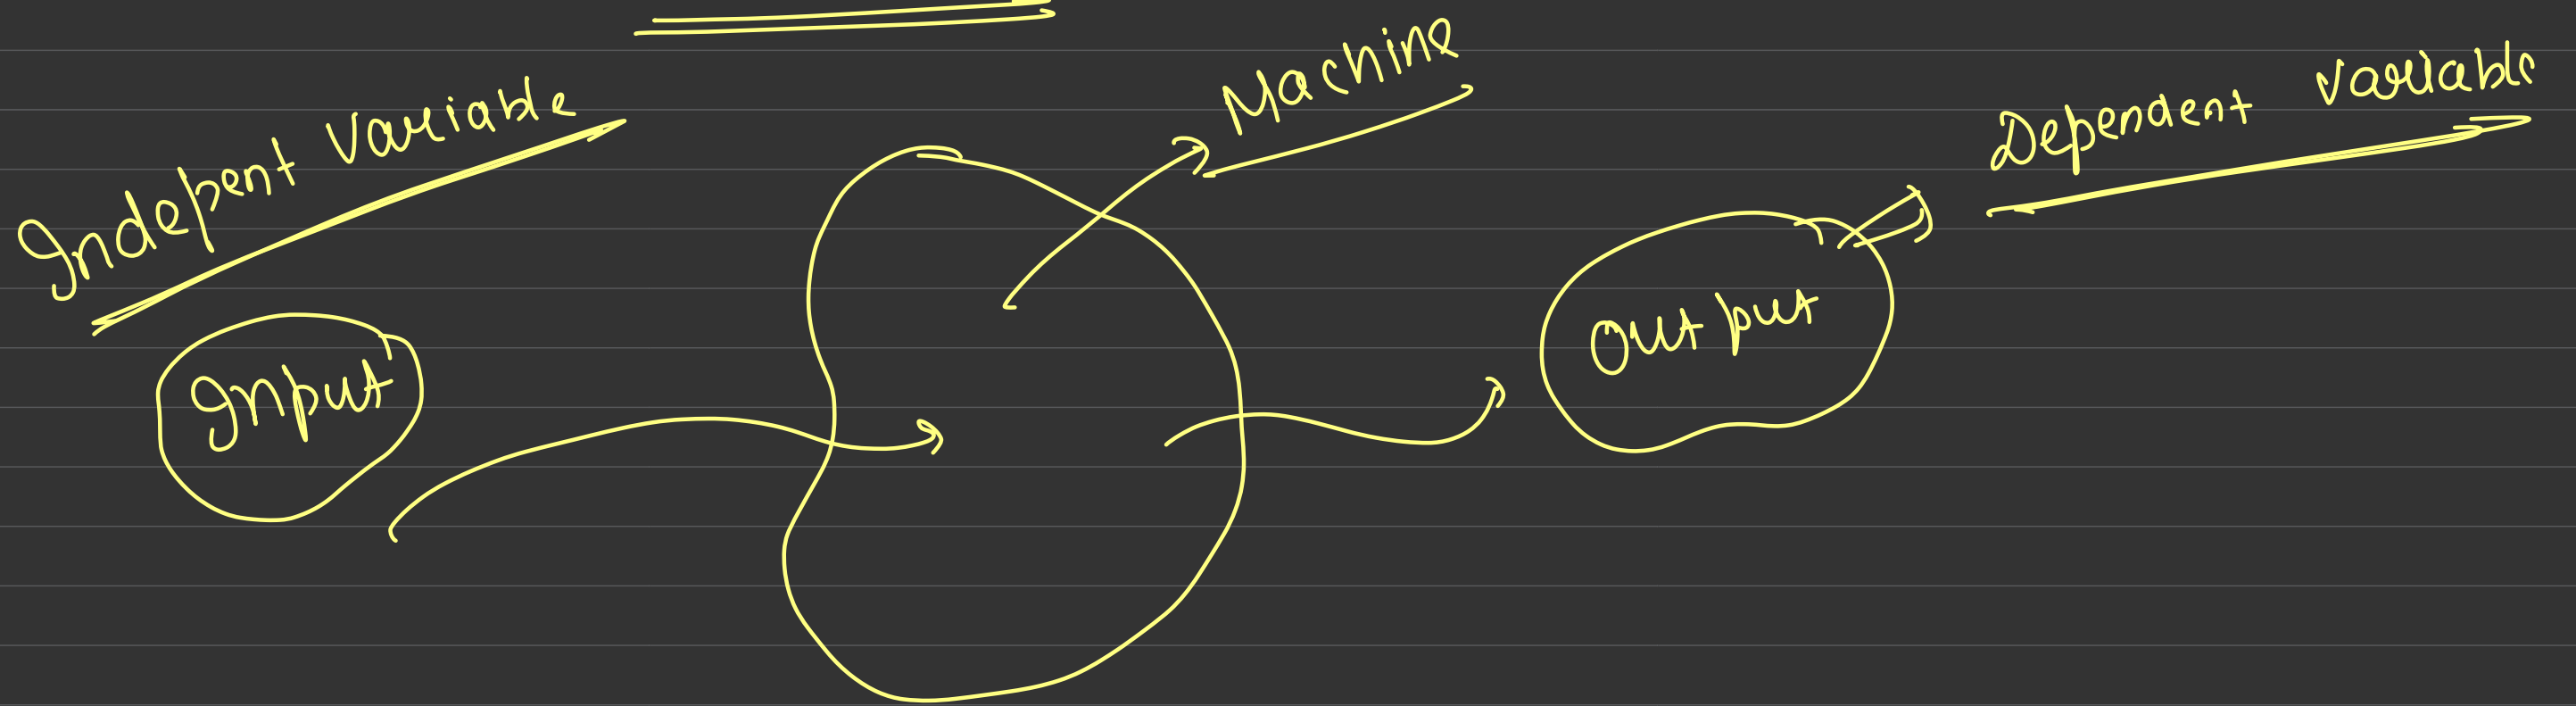 Indepent Variable
Machine
Dependent Variable
Input
Output